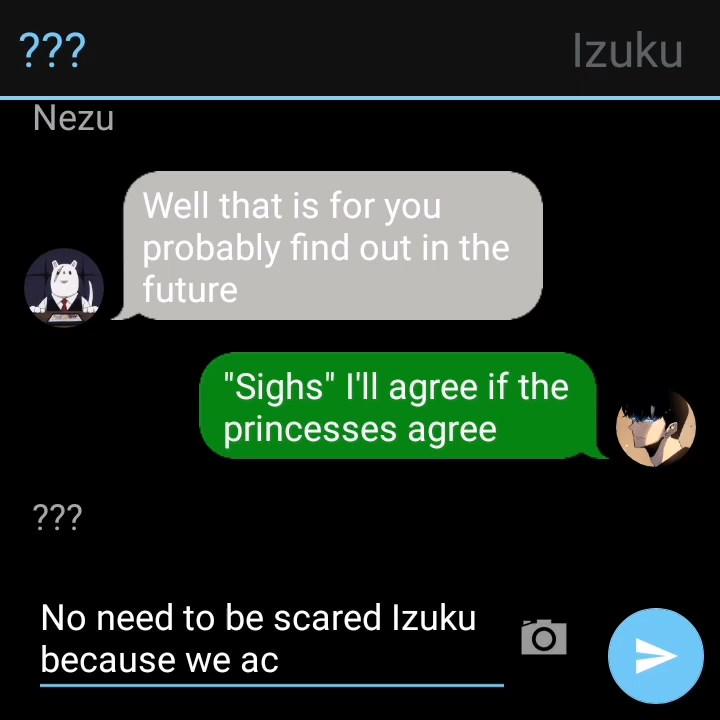 ??? Izuku
Nezu
Well that is for you
probably find out in the
future
"Sighs" I'll agree if the
princesses agree
???
No need to be scared Izuku
because we ac